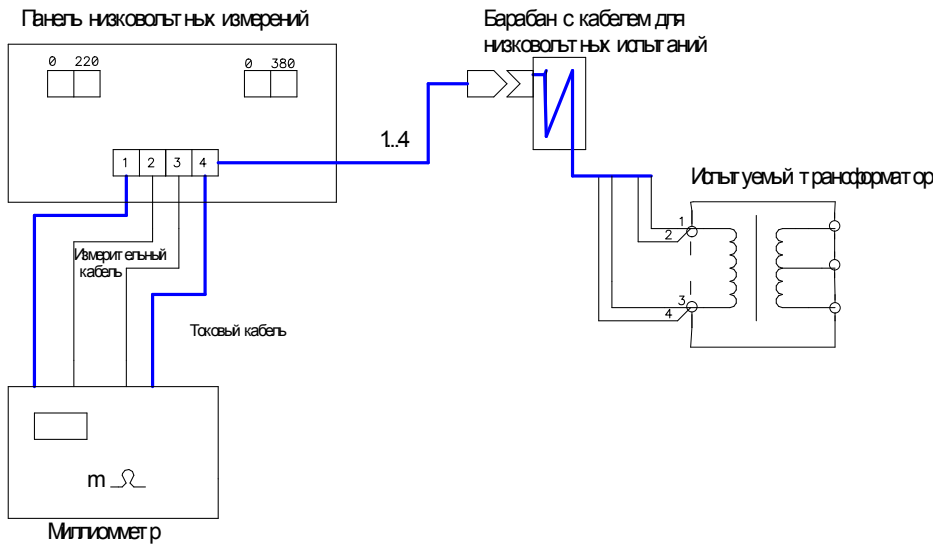 Панель низковольтных измерений
Барабан с кабелем для
низковольтных испытаний
0 220
0 380
1..4
1 2 3 4
Испытуемый трансформатор
1
2
3
4
Измерительный
кабель
Токовый кабель
m Ω
Миллиомметр